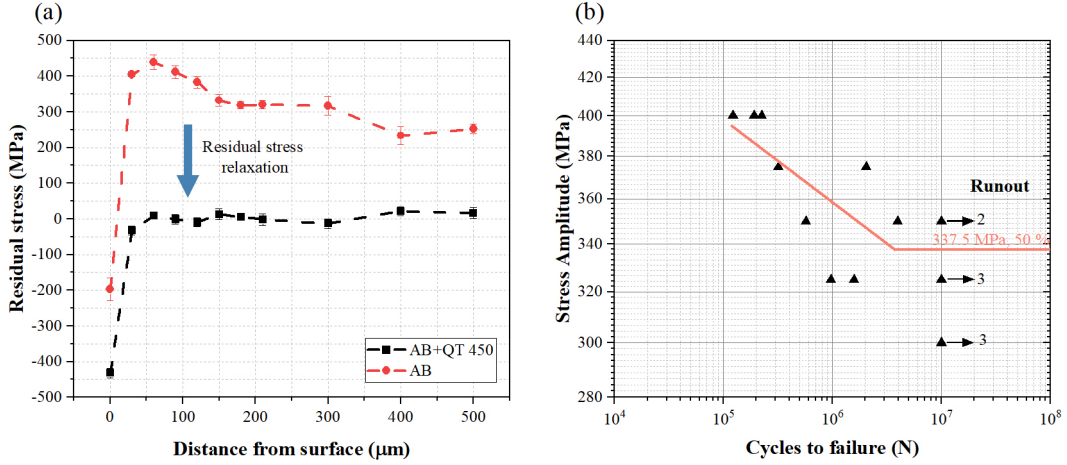 (a)
500
400
300
200
100
0
-100
-200
-300
-400
-500
Residual stress (MPa)
Residual stress
relaxation
AB+QT 450
AB
0 100 200 300 400 500
Distance from surface (μm)
(b)
440
420
400
380
360
340
320
300
280
Stress Amplitude (MPa)
Runout
2
337.5 MPa, 50 %
3
3
10^4 10^5 10^6 10^7 10^8
Cycles to failure (N)